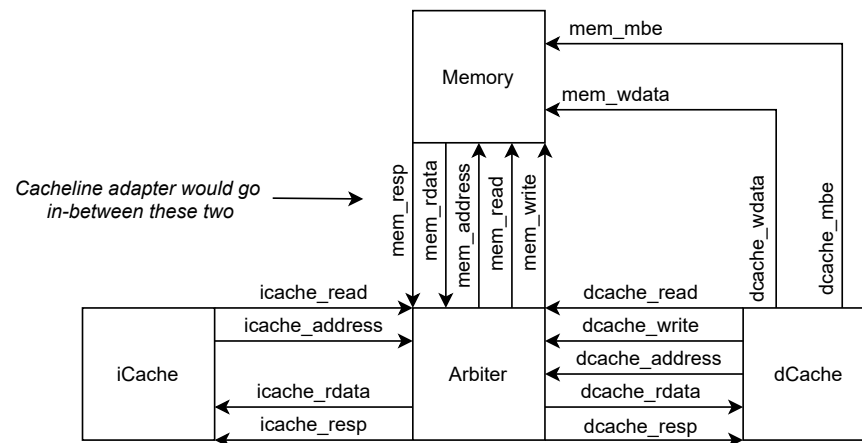 mem_mbe
Memory
mem_wdata
Cacheline adapter would go
in-between these two
mem_resp
mem_rdata
mem_address
mem_read
mem_write
dcache_wdata
dcache_mbe
icache_read
dcache_read
icache_address
dcache_write
iCache
Arbiter
dcache_address
dCache
icache_rdata
dcache_rdata
icache_resp
dcache_resp